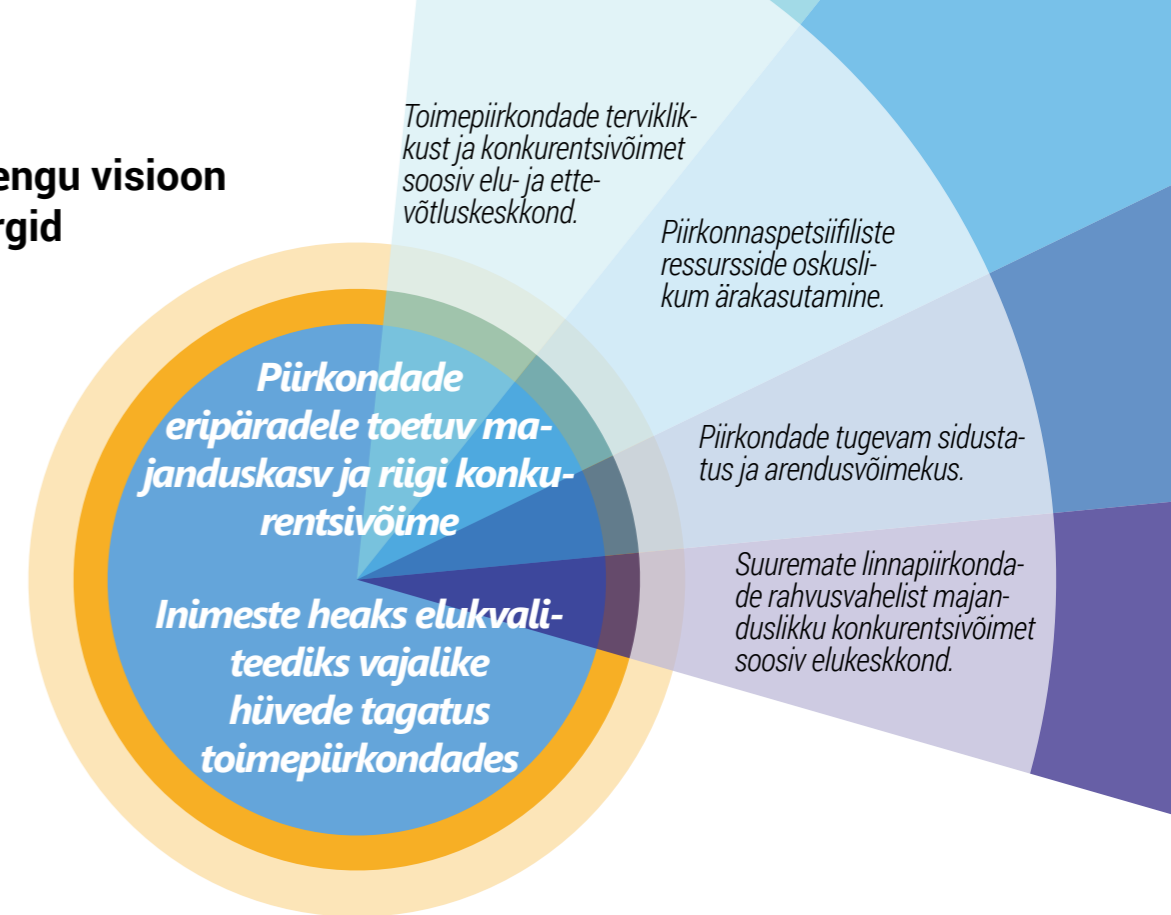 engu visioon
rgid
Toimepiirkondade terviklik-
kust ja konkurentsivõimet
soosiv elu- ja ette-
võtluskeskkond.
Piirkonnaspetsiifiliste
ressursside oskusli-
kum ärakasutamine.
Piirkondade
eripäradele toetuv ma-
janduskasv ja riigi konku-
rentsivõime
Piirkondade tugevam sidusta-
tus ja arendusvõimekus.
Suuremate linnapiirkonda-
de rahvusvahelist majan-
duslikku konkurentsivõimet
soosiv elukeskkond.
Inimeste heaks elukvali-
teediks vajalike
hüvede tagatus
toimepiirkondades